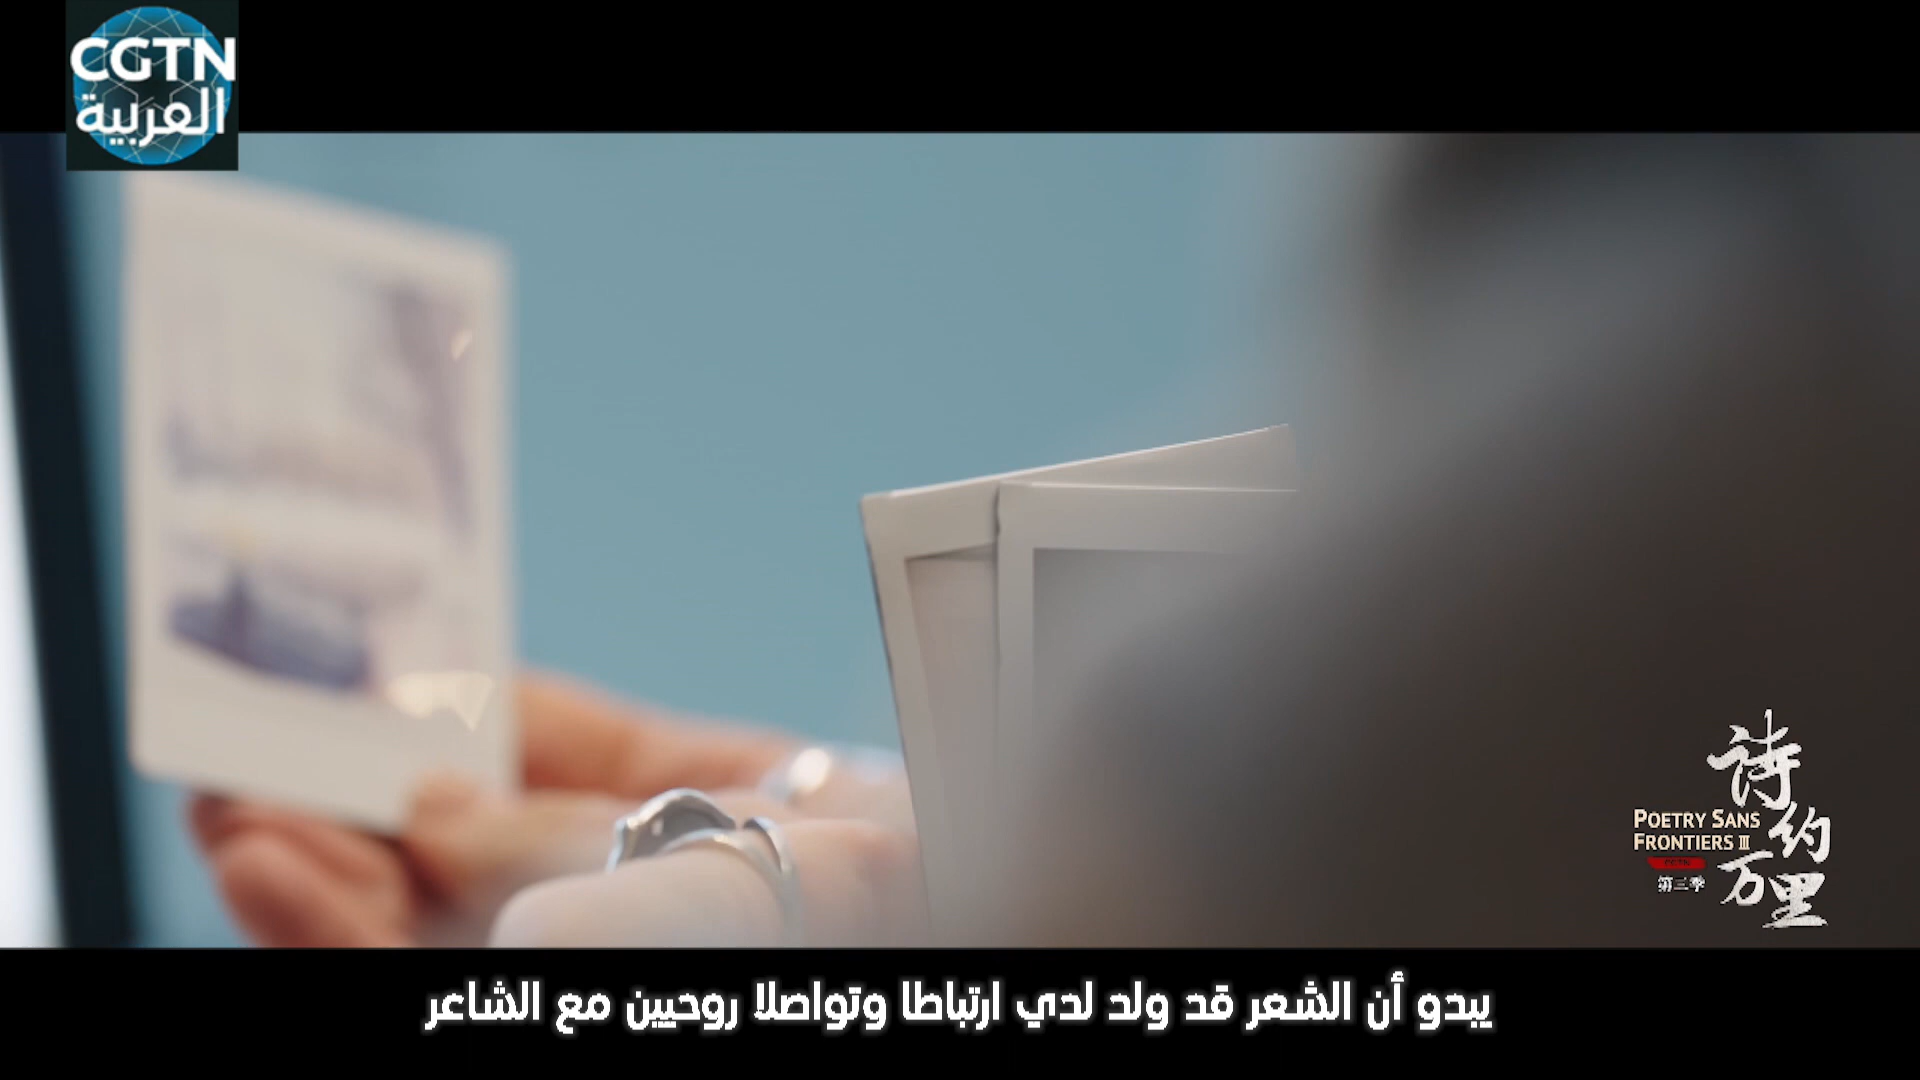 CGTN
العربية
诗约万里
POETRY SANS
FRONTIERS III
CGTN
第三季
يبدو أن الشعر قد ولد لدي ارتباطا وتواصلا روحيين مع الشاعر